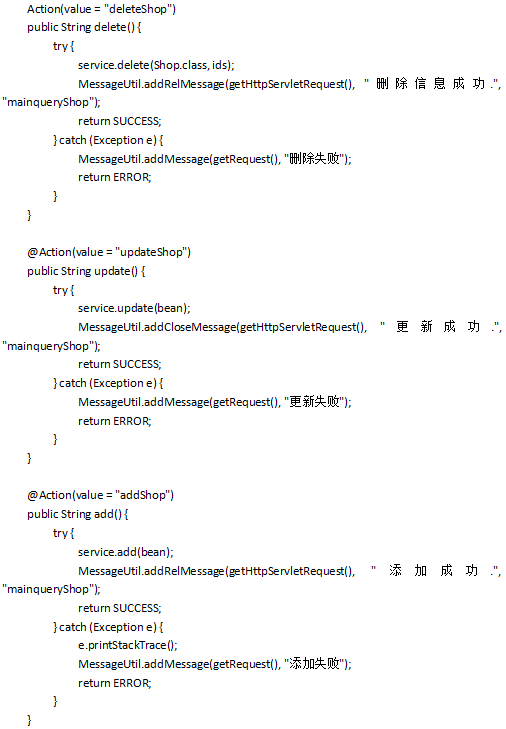 Action(value = "deleteShop")
public String delete() {
try {
service.delete(Shop.class, ids);
MessageUtil.addRelMessage(getHttpServletRequest(), "删除信息成功.",
"mainqueryShop");
return SUCCESS;
} catch (Exception e) {
MessageUtil.addMessage(getRequest(), "删除失败");
return ERROR;
}
}
@Action(value = "updateShop")
public String update() {
try {
service.update(bean);
MessageUtil.addCloseMessage(getHttpServletRequest(), "更新成功.",
"mainqueryShop");
return SUCCESS;
} catch (Exception e) {
MessageUtil.addMessage(getRequest(), "更新失败");
return ERROR;
}
}
@Action(value = "addShop")
public String add() {
try {
service.add(bean);
MessageUtil.addRelMessage(getHttpServletRequest(), "添加成功.",
"mainqueryShop");
return SUCCESS;
} catch (Exception e) {
e.printStackTrace();
MessageUtil.addMessage(getRequest(), "添加失败");
return ERROR;
}
}